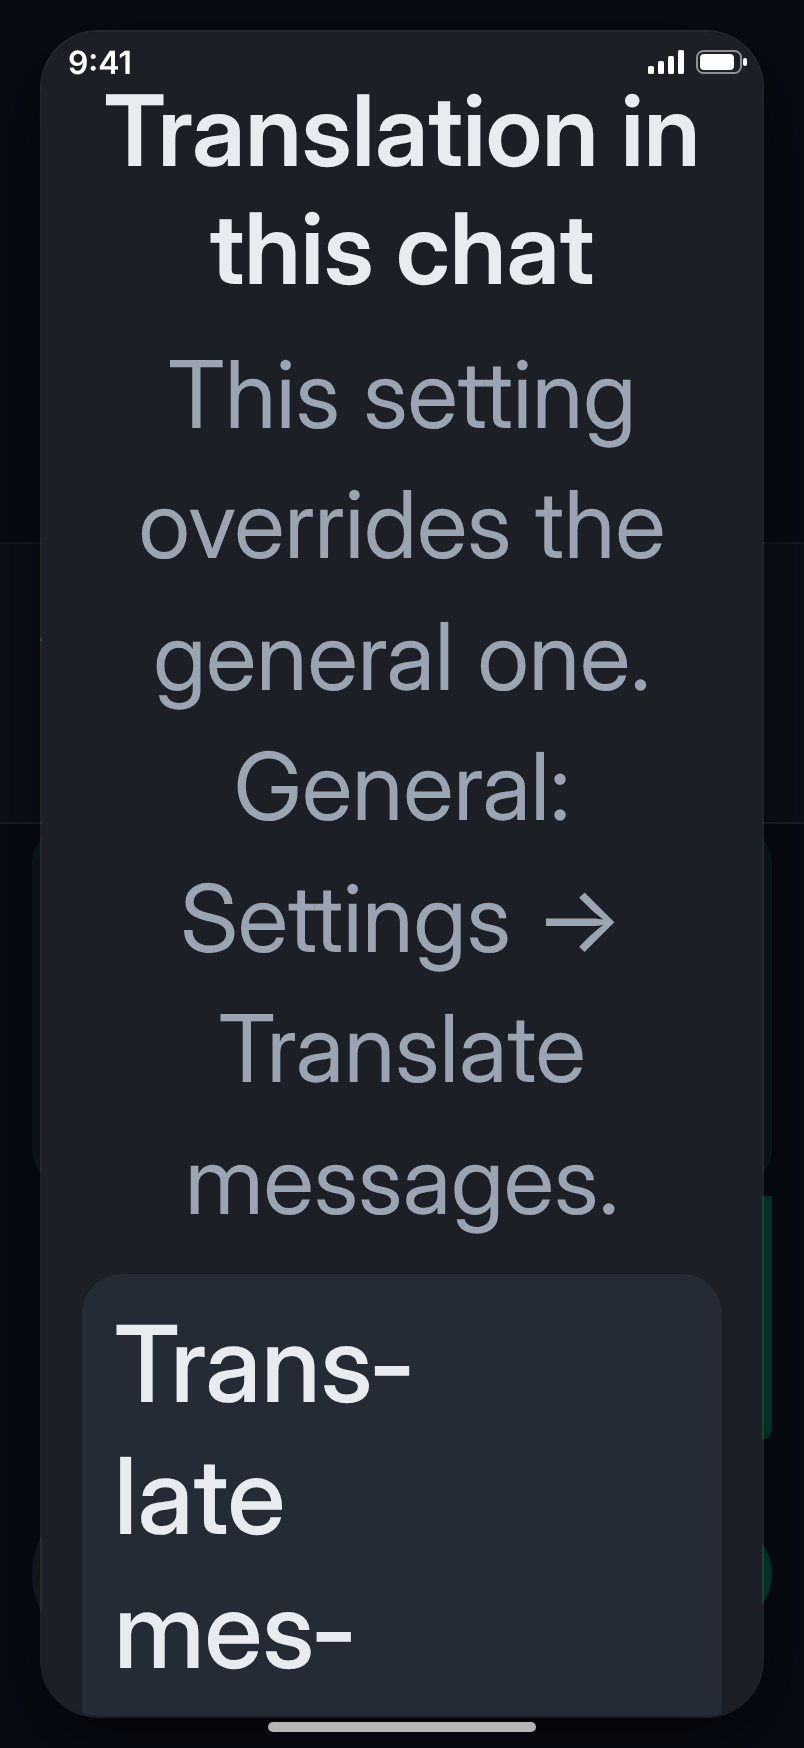 9:41
Translation in
this chat
This setting
overrides the
general one.
General:
Settings →
Translate
messages.
Trans-
late
mes-